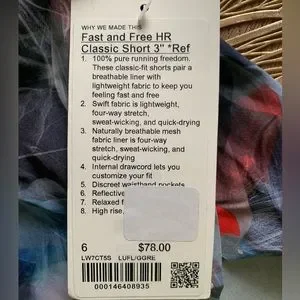 WHY WE MADE THIS
Fast and Free HR
Classic Short 3" *Ref
1. 100% pure running freedom.
These classic-fit shorts pair a
breathable liner with
lightweight fabric to keep you
feeling fast and free
2. Swift fabric is lightweight,
four-way stretch,
sweat-wicking, and quick-drying
3. Naturally breathable mesh
fabric liner is four-way
stretch, sweat-wicking, and
quick-drying
4. Internal drawcord lets you
customize your fit
5. Discreet waistband pockets
6. Reflective
7. Relaxed f
8. High rise,
6 $78.00
LW7CT5S LUFL/GGRE
000146408935